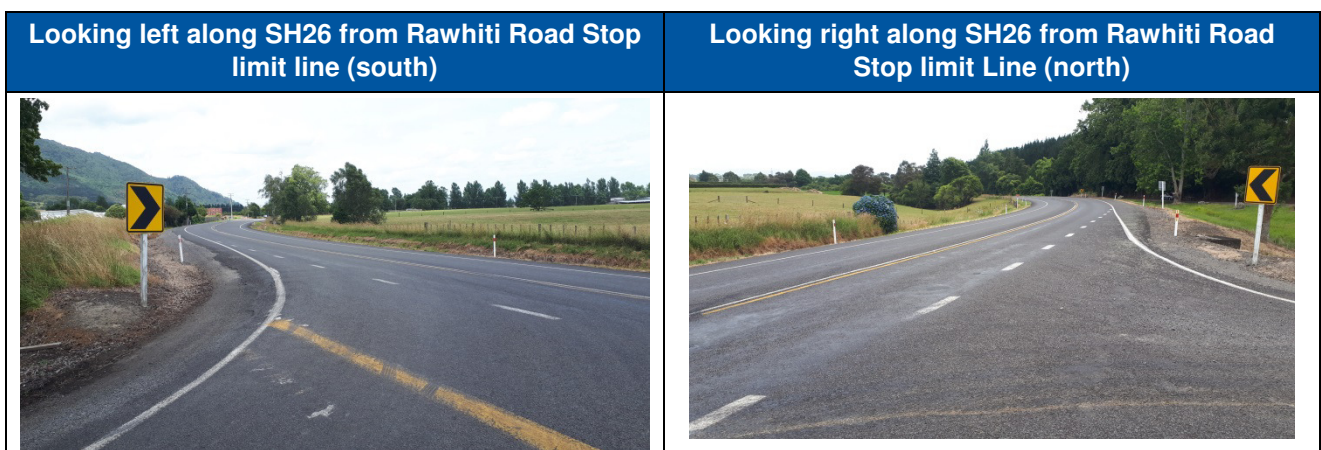 Looking left along SH26 from Rawhiti Road Stop
limit line (south)
Looking right along SH26 from Rawhiti Road
Stop limit Line (north)